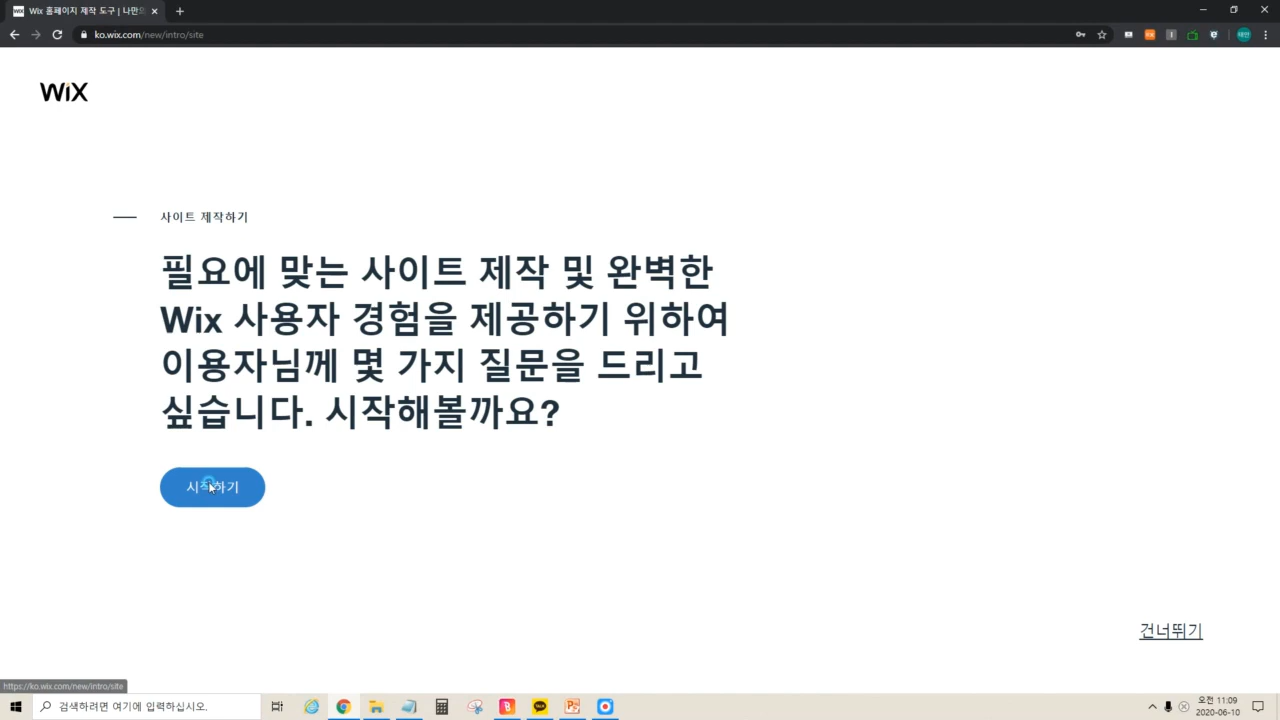 Wix 홈페이지 제작 도구 | 나만의
ko.wix.com/new/intro/site
WiX
사이트 제작하기
필요에 맞는 사이트 제작 및 완벽한
Wix 사용자 경험을 제공하기 위하여
이용자님께 몇 가지 질문을 드리고
싶습니다. 시작해볼까요?
시작하기
건너뛰기
https://ko.wix.com/new/intro/site
검색하려면 여기에 입력하십시오.
오전 11:09
2020-06-10